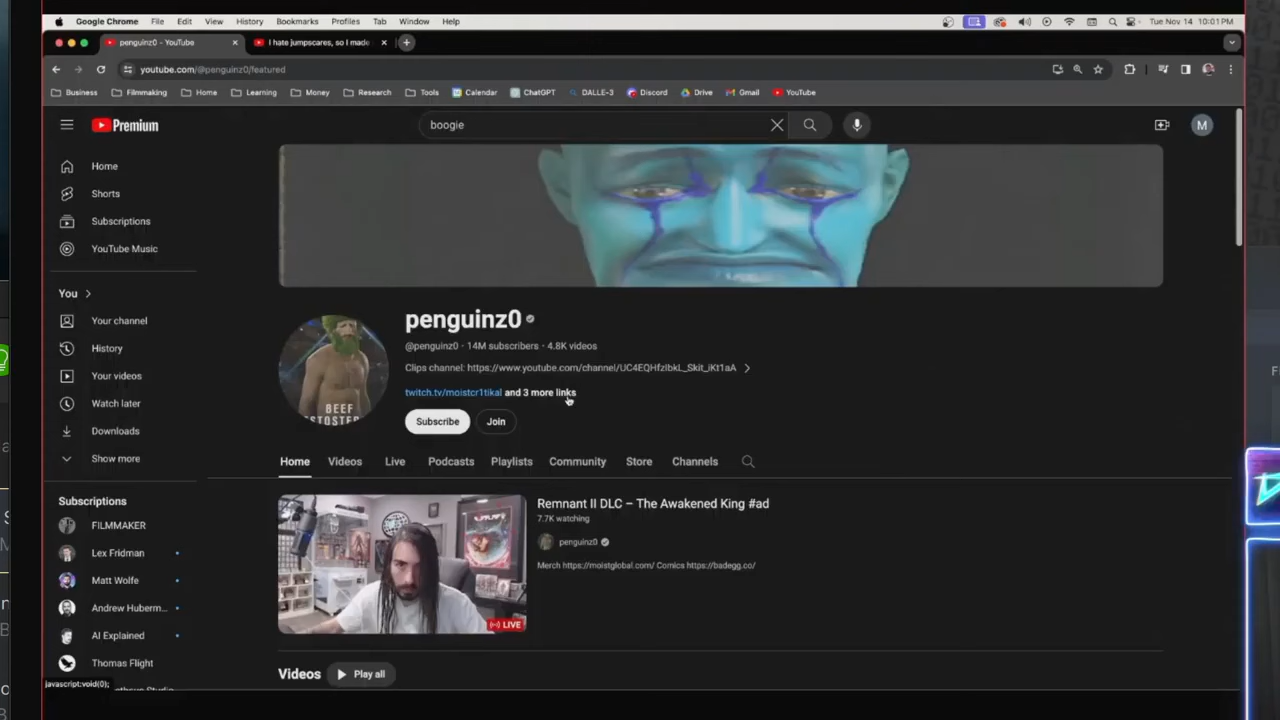 Google Chrome File Edit View History Bookmarks Profiles Tab Window Help Tue Nov 14 10:01 PM
penguinz0 - YouTube I hate jumpscares, so I made
youtube.com/@penguinz0/featured
Business Filmmaking Home Learning Money Research Tools Calendar ChatGPT DALLE-3 Discord Drive Gmail YouTube
Premium boogie M
Home
Shorts
Subscriptions
YouTube Music
You
Your channel
History
Your videos
Watch later
Downloads
Show more
Subscriptions
FILMMAKER
Lex Fridman
Matt Wolfe
Andrew Huberm...
AI Explained
Thomas Flight
javascript:void(0);
penguinz0
@penguinz0 · 14M subscribers · 4.8K videos
Clips channel: https://www.youtube.com/channel/UC4EQHfzIbkL_Skit_iKt1aA
twitch.tv/moistcr1tikal and 3 more links
BEEF
Subscribe Join
Home Videos Live Podcasts Playlists Community Store Channels
Remnant II DLC – The Awakened King #ad
7.7K watching
penguinz0
Merch https://moistglobal.com/ Comics https://badegg.co/
LIVE
Videos Play all